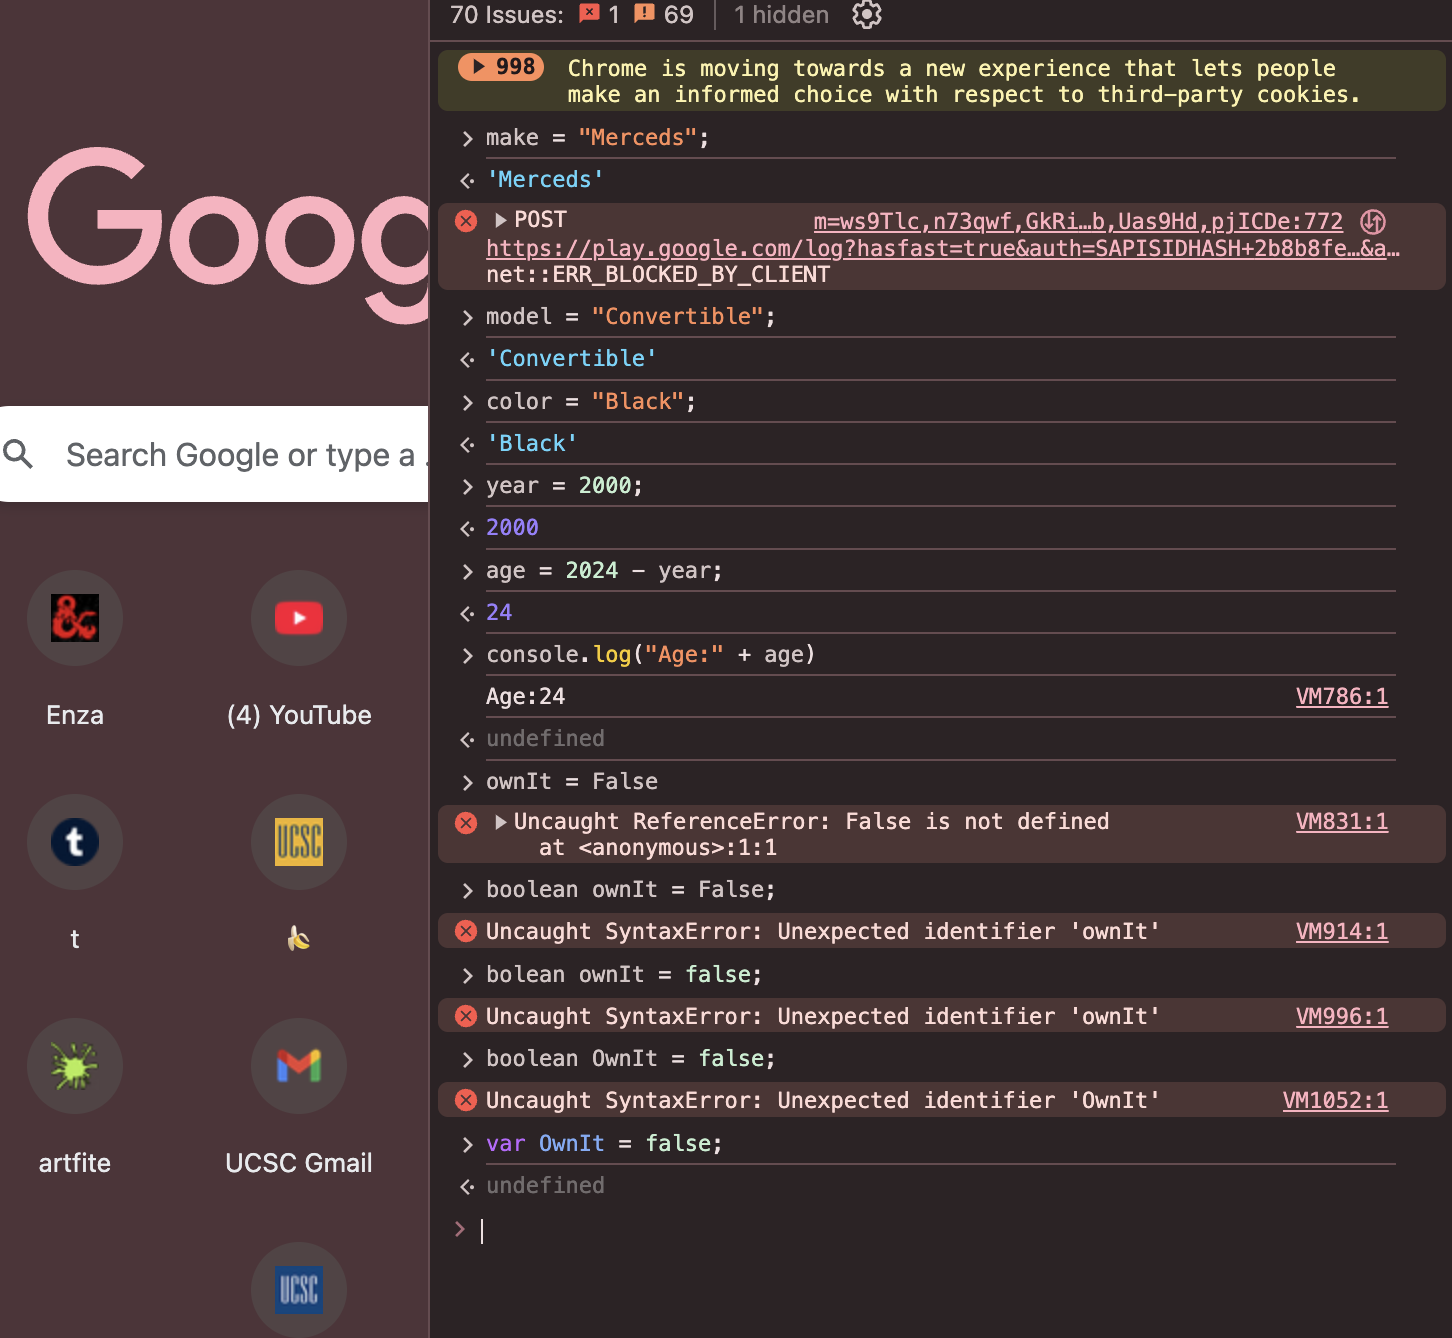 70 Issues: 1 69 1 hidden
Goog
998 Chrome is moving towards a new experience that lets people
make an informed choice with respect to third-party cookies.
> make = "Merceds";
'Merceds'
POST m=ws9Tlc,n73qwf,GkRi…b,Uas9Hd,pjICDe:772
https://play.google.com/log?hasfast=true&auth=SAPISIDHASH+2b8b8fe…&a…
net::ERR_BLOCKED_BY_CLIENT
> model = "Convertible";
'Convertible'
> color = "Black";
'Black'
Search Google or type a .
> year = 2000;
2000
> age = 2024 - year;
24
> console.log("Age:" + age)
Age:24 VM786:1
undefined
Enza
(4) YouTube
> ownIt = False
Uncaught ReferenceError: False is not defined VM831:1
at <anonymous>:1:1
> boolean ownIt = False;
Uncaught SyntaxError: Unexpected identifier 'ownIt' VM914:1
UCSC
t
🍌
> bolean ownIt = false;
Uncaught SyntaxError: Unexpected identifier 'ownIt' VM996:1
> boolean OwnIt = false;
Uncaught SyntaxError: Unexpected identifier 'OwnIt' VM1052:1
> var OwnIt = false;
undefined
artfite
UCSC Gmail
>
UCSC